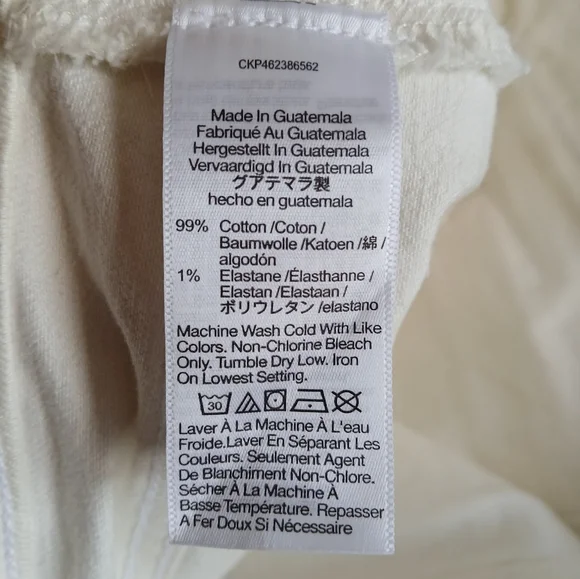 CKP462386562
Made In Guatemala
Fabriqué Au Guatemala
Hergestellt In Guatemala
Vervaardigd In Guatemala
グアテマラ製
hecho en guatemala
99% Cotton /Coton /
Baumwolle /Katoen /綿 /
algodón
1% Elastane /Élasthanne /
Elastan /Elastaan /
ポリウレタン /elastano
Machine Wash Cold With Like
Colors. Non-Chlorine Bleach
Only. Tumble Dry Low. Iron
On Lowest Setting.
30
Laver À La Machine À L'eau
Froide.Laver En Séparant Les
Couleurs. Seulement Agent
De Blanchiment Non-Chlore.
Sécher À La Machine À
Basse Température. Repasser
A Fer Doux Si Nécessaire